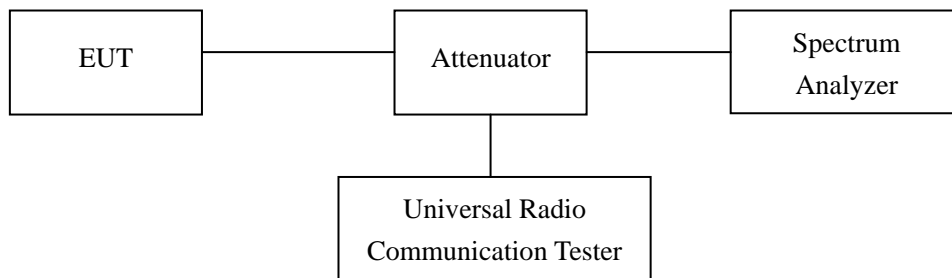 EUT
Attenuator
Spectrum
Analyzer
Universal Radio
Communication Tester